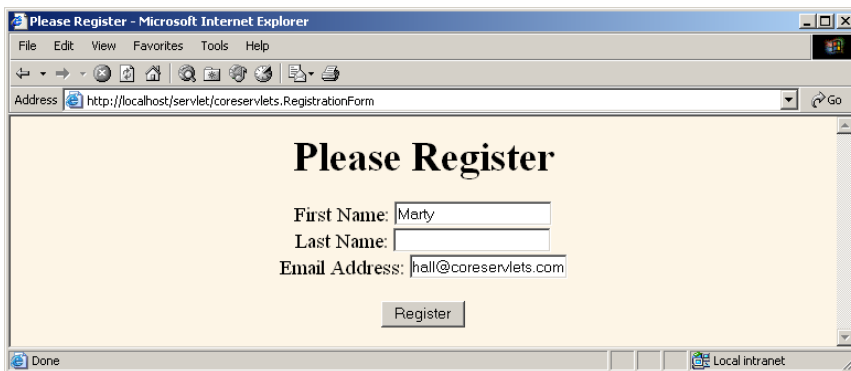 Please Register - Microsoft Internet Explorer
File Edit View Favorites Tools Help
Address http://localhost/servlet/coreservlets.RegistrationForm Go
Please Register
First Name: Marty
Last Name:
Email Address: hall@coreservlets.com
Register
Done Local intranet